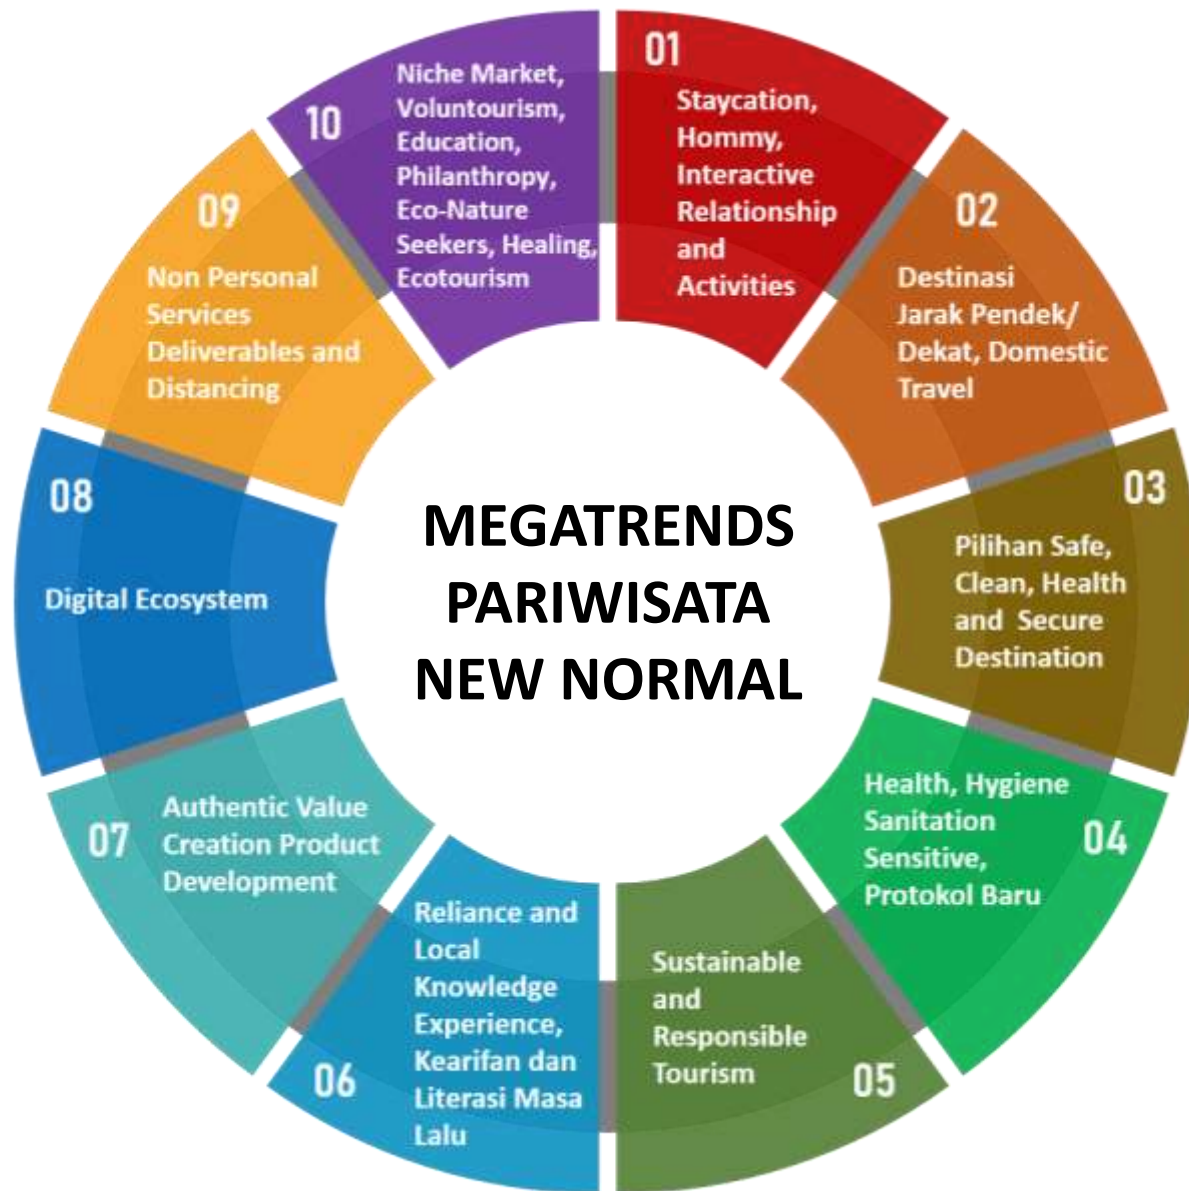 MEGATRENDS
PARIWISATA
NEW NORMAL
01
Staycation,
Hommy,
Interactive
Relationship
and
Activities
02
Destinasi
Jarak Pendek/
Dekat, Domestic
Travel
03
Pilihan Safe,
Clean, Health
and Secure
Destination
04
Health, Hygiene
Sanitation
Sensitive,
Protokol Baru
05
Sustainable
and
Responsible
Tourism
06
Reliance and
Local
Knowledge
Experience,
Kearifan dan
Literasi Masa
Lalu
07
Authentic Value
Creation Product
Development
08
Digital Ecosystem
09
Non Personal
Services
Deliverables and
Distancing
10
Niche Market,
Voluntourism,
Education,
Philanthropy,
Eco-Nature
Seekers, Healing,
Ecotourism